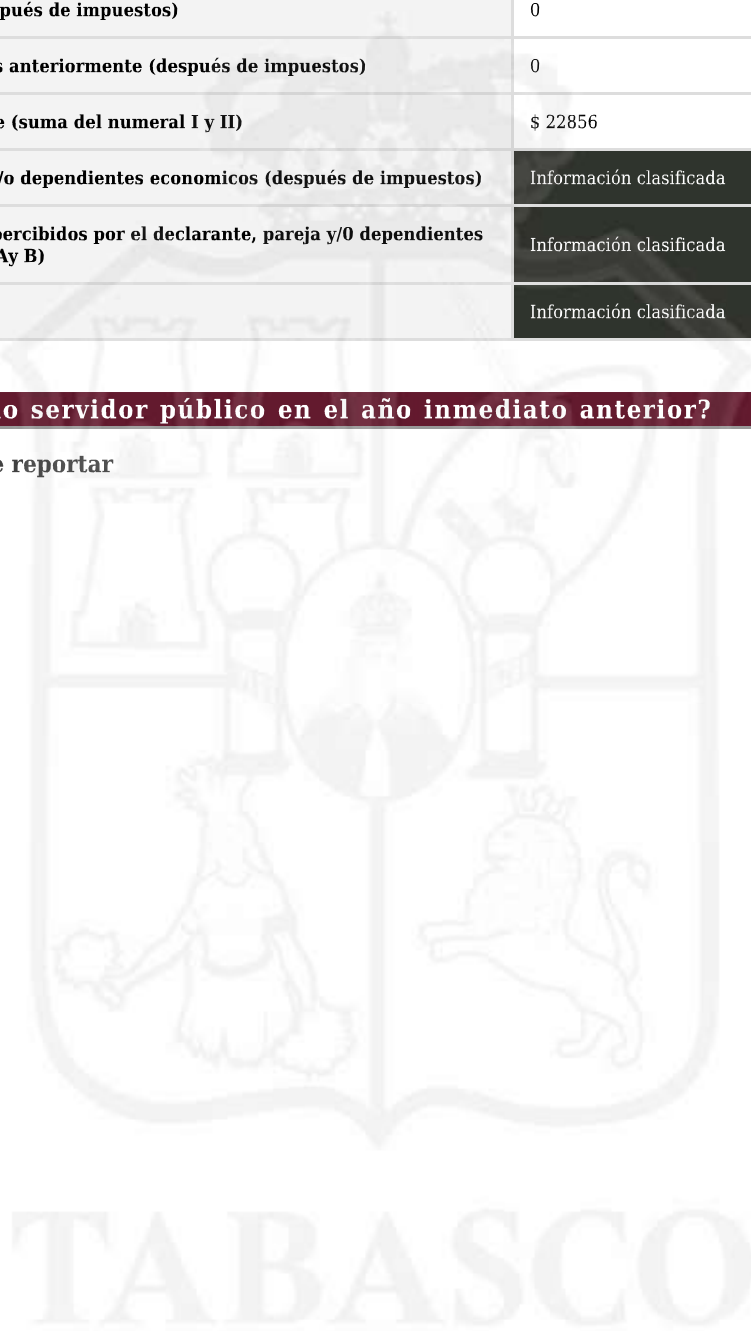 pués de impuestos)
0
s anteriormente (después de impuestos)
0
e (suma del numeral I y II)
$ 22856
/o dependientes economicos (después de impuestos)
Información clasificada
percibidos por el declarante, pareja y/0 dependientes
Ay B)
Información clasificada
Información clasificada
o servidor público en el año inmediato anterior?
e reportar
TABASCO